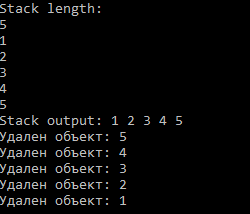 Stack length:
5
1
2
3
4
5
Stack output: 1 2 3 4 5
Удален объект: 5
Удален объект: 4
Удален объект: 3
Удален объект: 2
Удален объект: 1